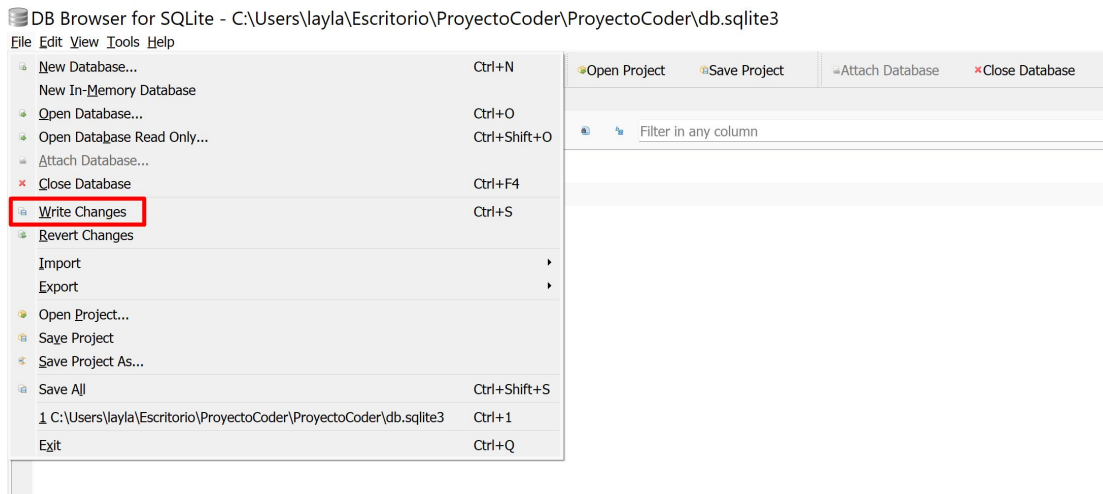 DB Browser for SQLite - C:\Users\layla\Escritorio\ProyectoCoder\ProyectoCoder\db.sqlite3
File Edit View Tools Help
New Database... Ctrl+N
Open Project Save Project Attach Database Close Database
New In-Memory Database
Open Database... Ctrl+O
Open Database Read Only... Ctrl+Shift+O
Filter in any column
Attach Database...
Close Database Ctrl+F4
Write Changes Ctrl+S
Revert Changes
Import
Export
Open Project...
Save Project
Save Project As...
Save All Ctrl+Shift+S
1 C:\Users\layla\Escritorio\ProyectoCoder\ProyectoCoder\db.sqlite3 Ctrl+1
Exit Ctrl+Q